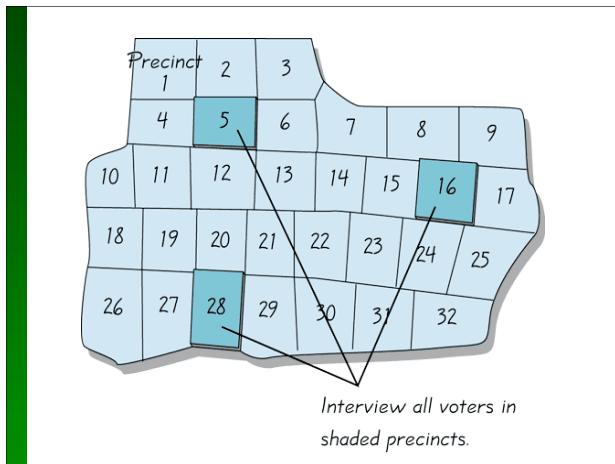 Precinct
1 2 3
4 5 6 7 8 9
10 11 12 13 14 15 16 17
18 19 20 21 22 23 24 25
26 27 28 29 30 31 32
Interview all voters in
shaded precincts.